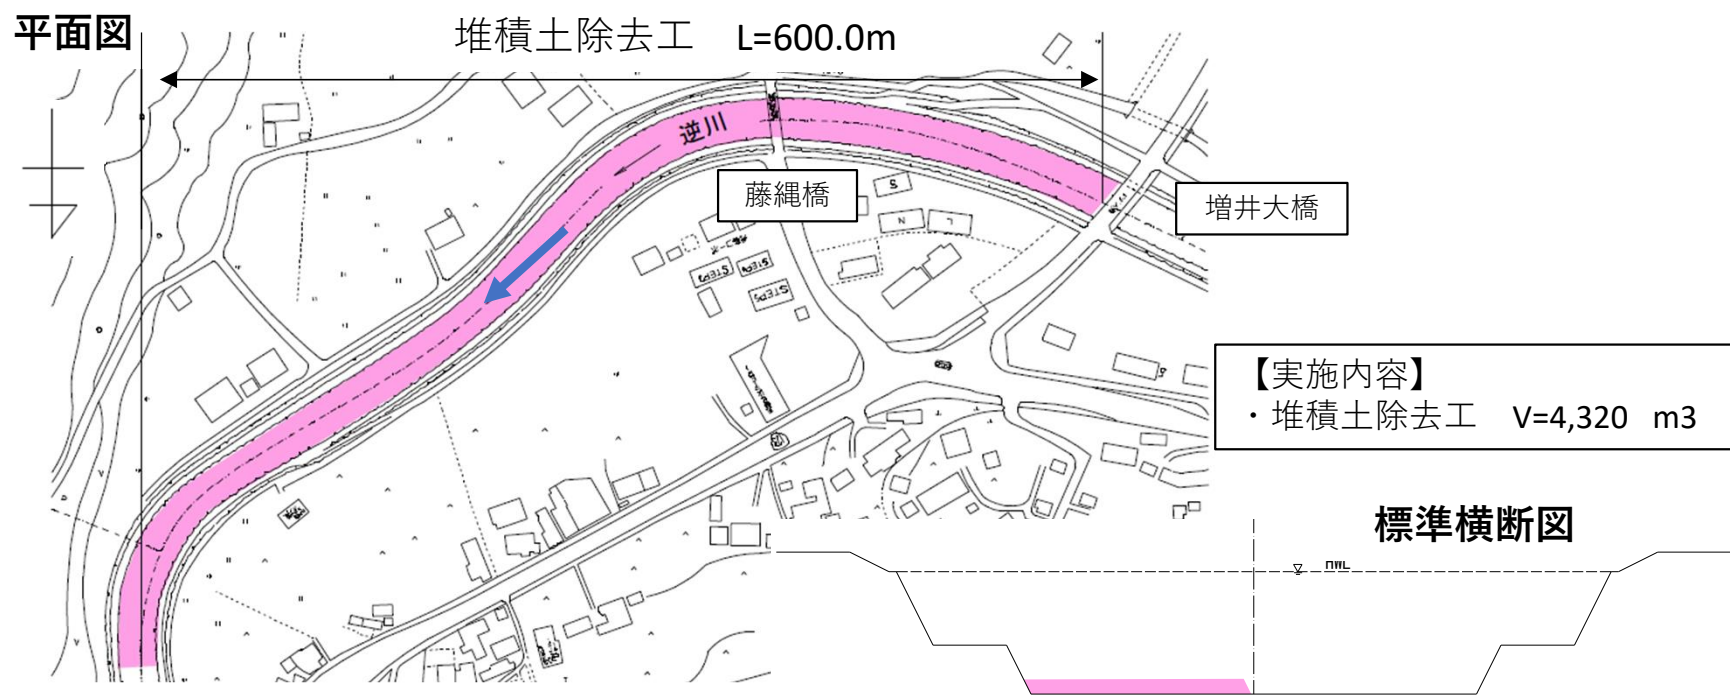 平面図
堆積土除去工 L=600.0m
逆川
藤縄橋
増井大橋
S
N
L
STEP3
STEP5
【実施内容】
・堆積土除去工 V=4,320 m3
標準横断図
HWL